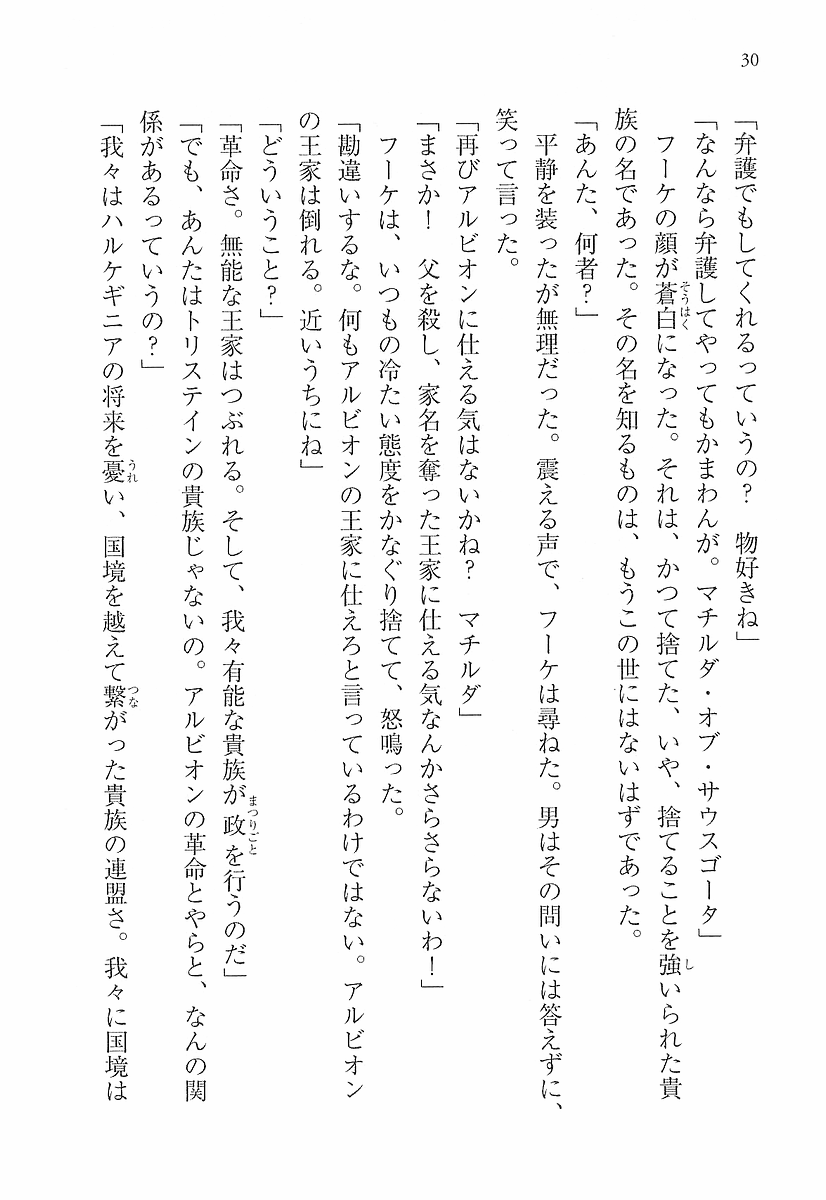 30
「弁護でもしてくれるっていうの？　物好きね」
「なんなら弁護してやってもかまわんが。マチルダ・オブ・サウスゴータ」
　フーケの顔が蒼白になった。それは、かつて捨てた、いや、捨てることを強いられた貴
族の名であった。その名を知るものは、もうこの世にはないはずであった。
「あんた、何者？」
　平静を装ったが無理だった。震える声で、フーケは尋ねた。男はその問いには答えずに、
笑って言った。
「再びアルビオンに仕える気はないかね？　マチルダ」
「まさか！　父を殺し、家名を奪った王家に仕える気なんかさらさらないわ！」
　フーケは、いつもの冷たい態度をかなぐり捨てて、怒鳴った。
「勘違いするな。何もアルビオンの王家に仕えろと言っているわけではない。アルビオン
の王家は倒れる。近いうちにね」
「どういうこと？」
「革命さ。無能な王家はつぶれる。そして、我々有能な貴族が政を行うのだ」
「でも、あんたはトリステインの貴族じゃないの。アルビオンの革命とやらと、なんの関
係があるっていうの？」
「我々はハルケギニアの将来を憂い、国境を越えて繋がった貴族の連盟さ。我々に国境は